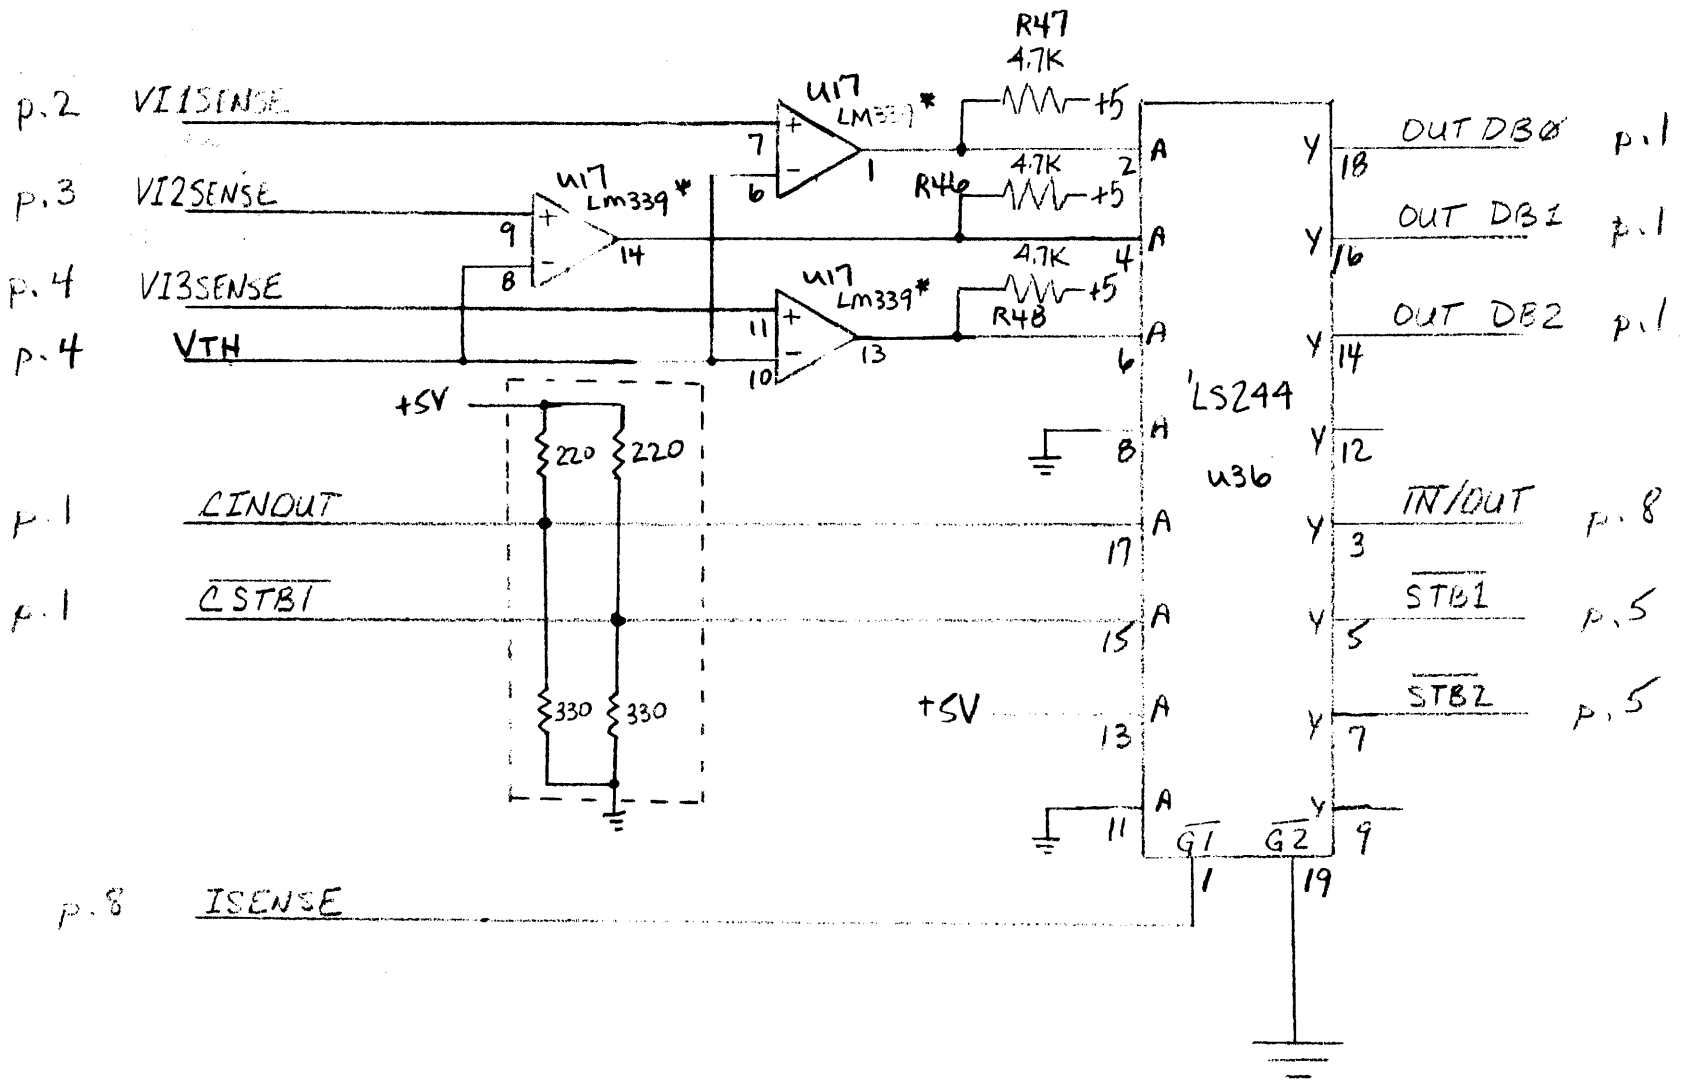 R47
4.7K
+5
p.2 VI1SENSE
U17
LM339*
+
7
-
6
1
2 A
Y 18
OUT DB0 p.1
p.3 VI2SENSE
U17
LM339*
+
9
-
8
14
4.7K
R46
+5
4 A
Y 16
OUT DB1 p.1
p.4 VI3SENSE
U17
LM339*
+
11
-
10
13
4.7K
+5
R48
6 A
Y 14
OUT DB2 p.1
p.4 VTH
+5V
220 220
'LS244
U36
8 A
Y 12
p.1 CINOUT
17 A
Y 3
IN/OUT p.8
p.1 CSTB1
15 A
Y 5
STB1 p.5
330 330
+5V
13 A
Y 7
STB2 p.5
11 A
Y 9
G1 G2
1 19
p.8 ISENSE